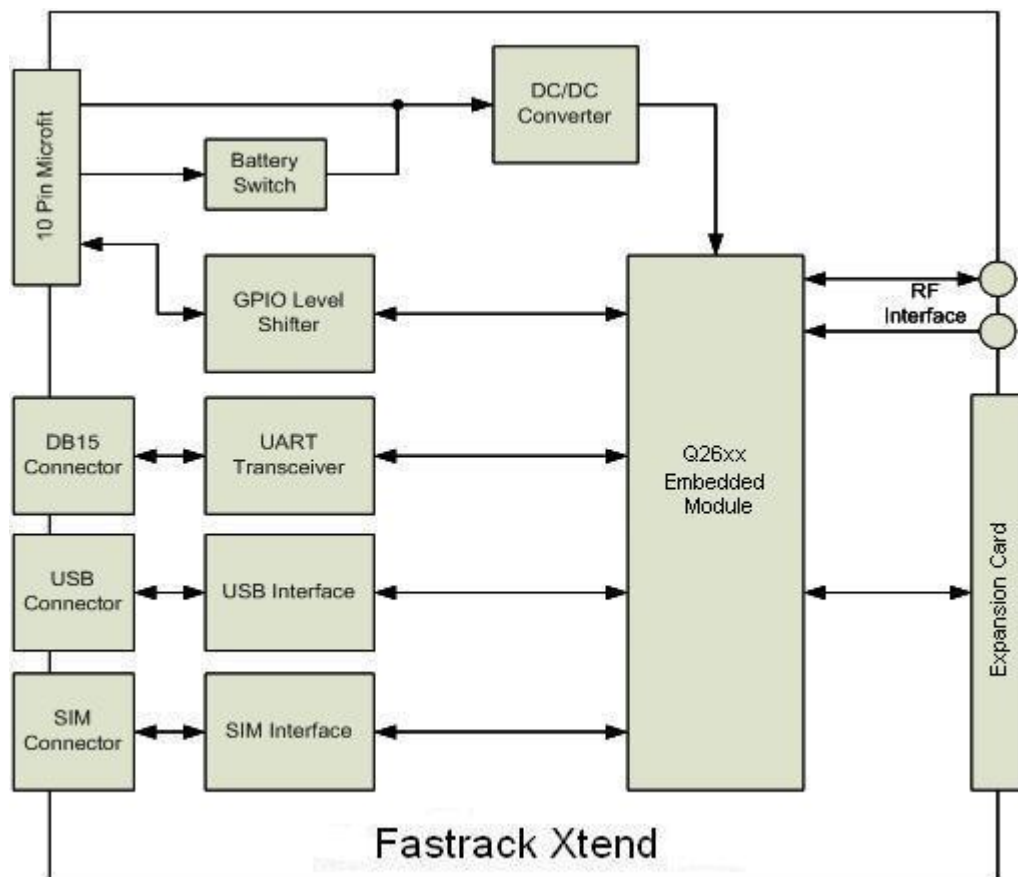 10 Pin Microfit
DC/DC
Converter
Battery
Switch
GPIO Level
Shifter
RF
Interface
DB15
Connector
UART
Transceiver
Q26xx
Embedded
Module
USB
Connector
USB Interface
Expansion Card
SIM
Connector
SIM Interface
Fastrack Xtend